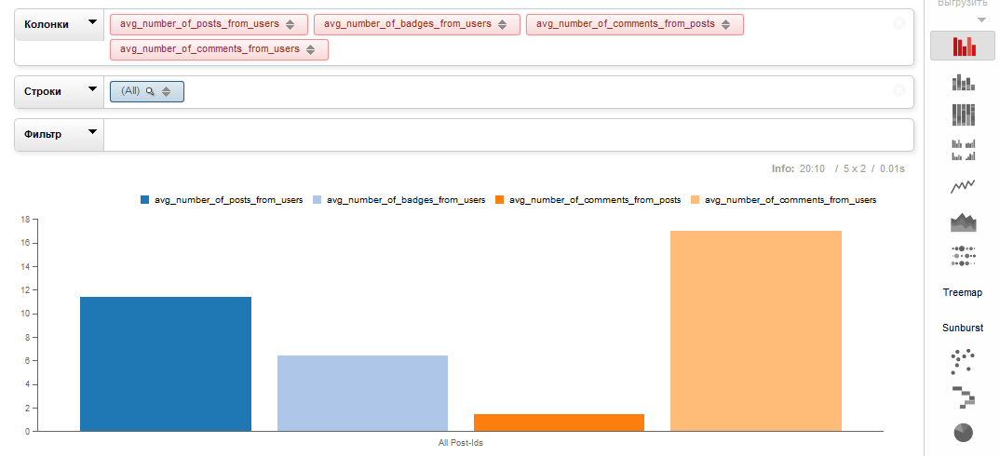 Выгрузить
Колонки
avg_number_of_posts_from_users
avg_number_of_badges_from_users
avg_number_of_comments_from_posts
avg_number_of_comments_from_users
Строки
(All)
Фильтр
Info: 20:10 / 5 x 2 / 0.01s
avg_number_of_posts_from_users
avg_number_of_badges_from_users
avg_number_of_comments_from_posts
avg_number_of_comments_from_users
18
16
14
12
10
8
6
4
2
0
All Post-Ids
Treemap
Sunburst